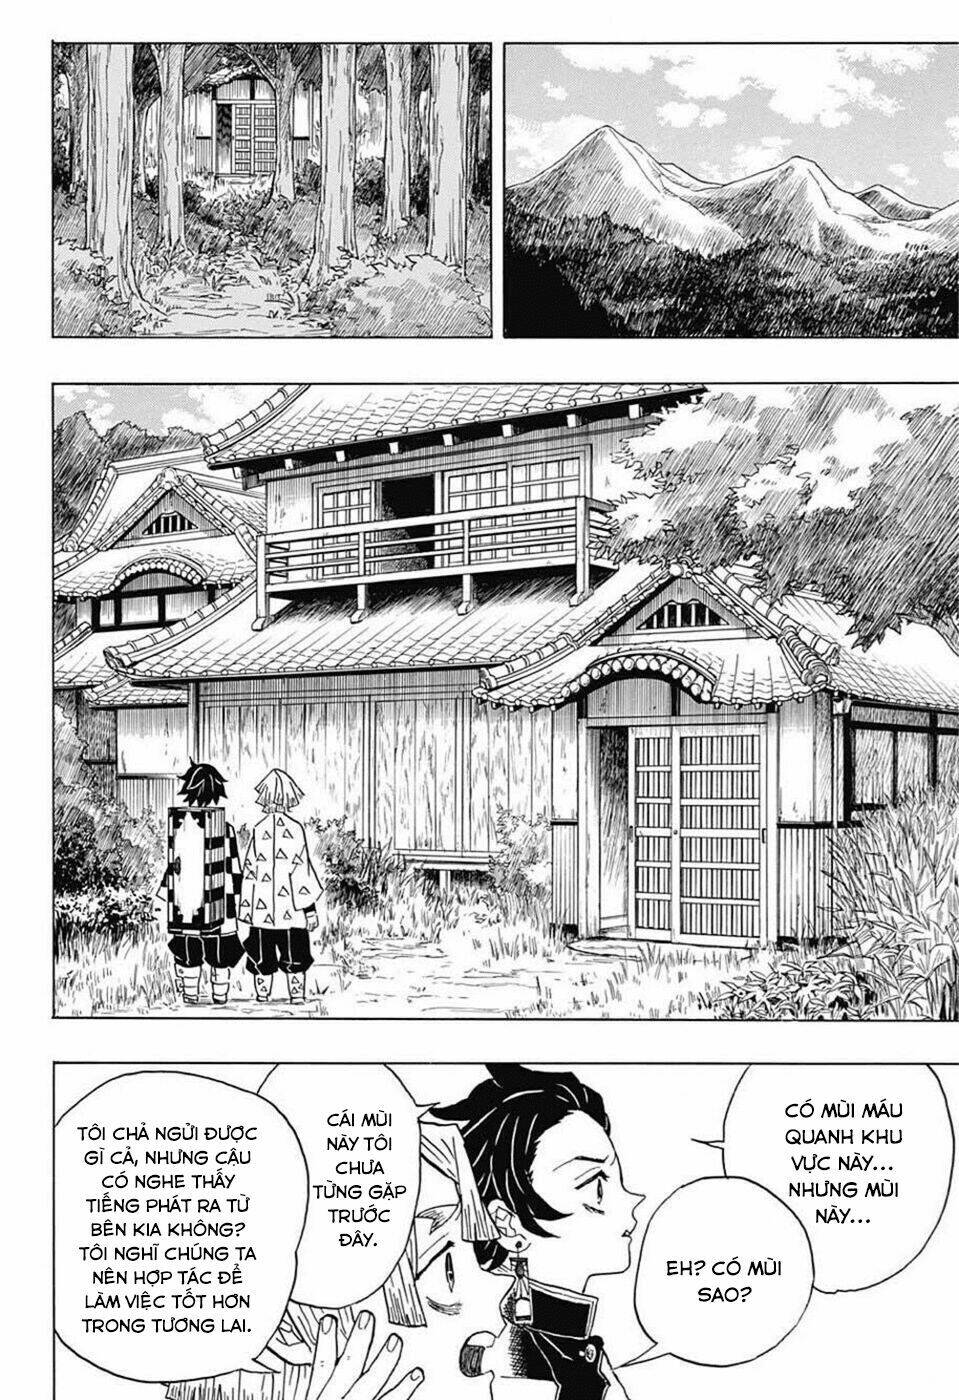 CÓ MÙI MÁU
QUANH KHU
VỰC NÀY...
NHƯNG MÙI
NÀY...
EH? CÓ MÙI
SAO?
CÁI MÙI
NÀY TÔI
CHƯA
TỪNG GẶP
TRƯỚC
ĐÂY.
TÔI CHẢ NGỬI ĐƯỢC
GÌ CẢ, NHƯNG CẬU
CÓ NGHE THẤY
TIẾNG PHÁT RA TỪ
BÊN KIA KHÔNG?
TÔI NGHĨ CHÚNG TA
NÊN HỢP TÁC ĐỂ
LÀM VIỆC TỐT HƠN
TRONG TƯƠNG LAI.